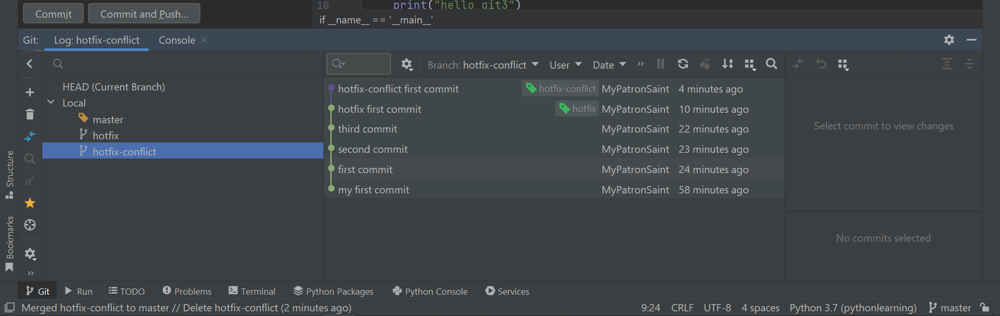 Commit Commit and Push...
10 print("hello git3")
if __name__ == '__main__'
Git: Log: hotfix-conflict Console
Branch: hotfix-conflict User Date
HEAD (Current Branch)
Local
master
hotfix
hotfix-conflict
hotfix-conflict first commit hotfix-conflict MyPatronSaint 4 minutes ago
hotfix first commit hotfix MyPatronSaint 10 minutes ago
third commit MyPatronSaint 22 minutes ago
second commit MyPatronSaint 23 minutes ago
first commit MyPatronSaint 24 minutes ago
my first commit MyPatronSaint 58 minutes ago
Select commit to view changes
No commits selected
Structure
Bookmarks
Git Run TODO Problems Terminal Python Packages Python Console Services
Merged hotfix-conflict to master // Delete hotfix-conflict (2 minutes ago) 9:24 CRLF UTF-8 4 spaces Python 3.7 (pythonlearning) master